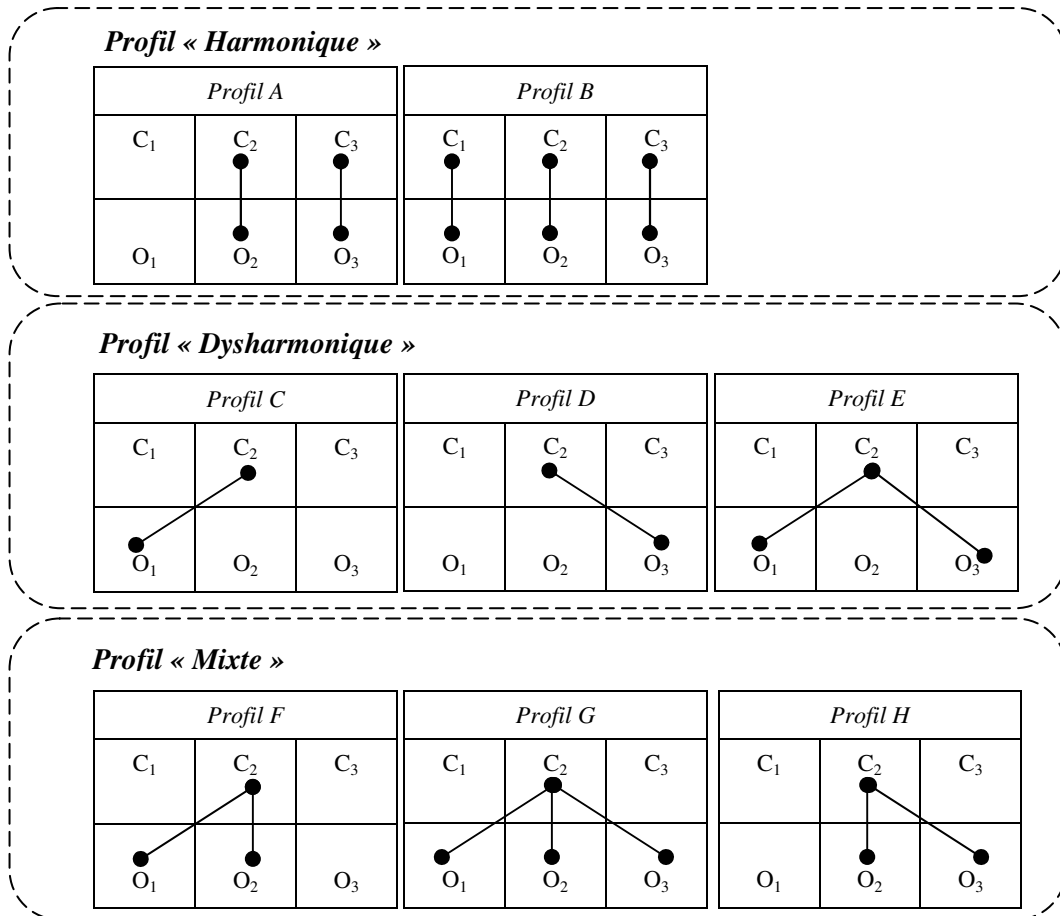 Profil « Harmonique »
Profil A Profil B
C₁ C₂ C₃ C₁ C₂ C₃
O₁ O₂ O₃ O₁ O₂ O₃
Profil « Dysharmonique »
Profil C Profil D Profil E
C₁ C₂ C₃ C₁ C₂ C₃ C₁ C₂ C₃
O₁ O₂ O₃ O₁ O₂ O₃ O₁ O₂ O₃
Profil « Mixte »
Profil F Profil G Profil H
C₁ C₂ C₃ C₁ C₂ C₃ C₁ C₂ C₃
O₁ O₂ O₃ O₁ O₂ O₃ O₁ O₂ O₃